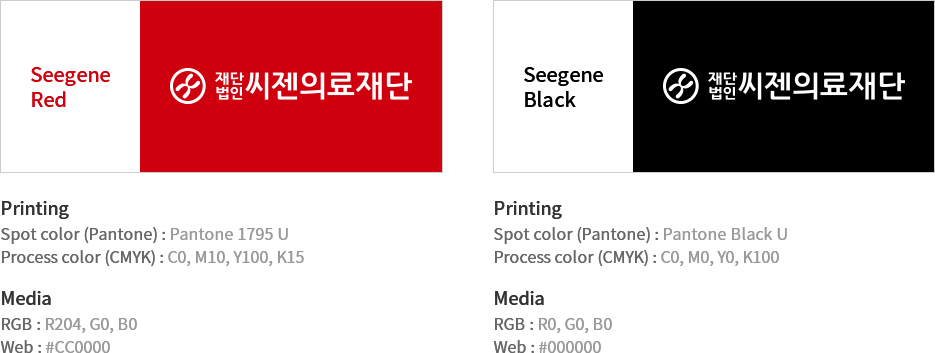 Seegene
Red
재단
법인
씨젠의료재단
Printing
Spot color (Pantone) : Pantone 1795 U
Process color (CMYK) : C0, M10, Y100, K15
Media
RGB : R204, G0, B0
Web : #CC0000
Seegene
Black
재단
법인
씨젠의료재단
Printing
Spot color (Pantone) : Pantone Black U
Process color (CMYK) : C0, M0, Y0, K100
Media
RGB : R0, G0, B0
Web : #000000